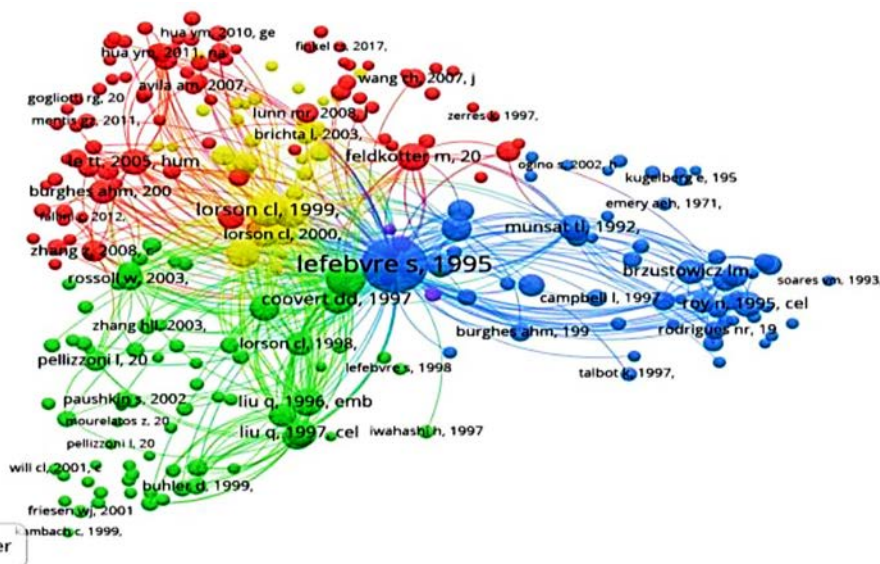 hua ym, 2010, ge
finkel rs, 2017,
hua ym, 2011, na
wang ch, 2007, j
avila am, 2007,
gogliotti rg, 20
lunn mr, 2008,
zerres k, 1997,
mentis gz, 2011,
brichta l, 2003,
le tt, 2005, hum
feldkotter m, 20
ogino s, 2002, h
kugelberg e, 195
burghes ahm, 200
lorson cl, 1999,
emery aeh, 1971,
2012,
lorson cl, 2000,
munsat tl, 1992,
zhang z, 2008, c
lefebvre s, 1995
rossoll w, 2003,
brzustowicz lm,
soares vm, 1993,
coovert dd, 1997
campbell l, 1997
roy n, 1995, cel
zhang hl, 2003,
burghes ahm, 199
rodrigues nr, 19
lorson cl, 1998,
pellizzoni l, 20
lefebvre s, 1998
talbot k, 1997,
paushkin s, 2002
liu q, 1996, emb
mourelatos z, 20
liu q, 1997, cel
iwahashi h, 1997
pellizzoni l, 20
will cl, 2001, c
buhler d, 1999,
friesen wj, 2001
kambach c, 1999,
er